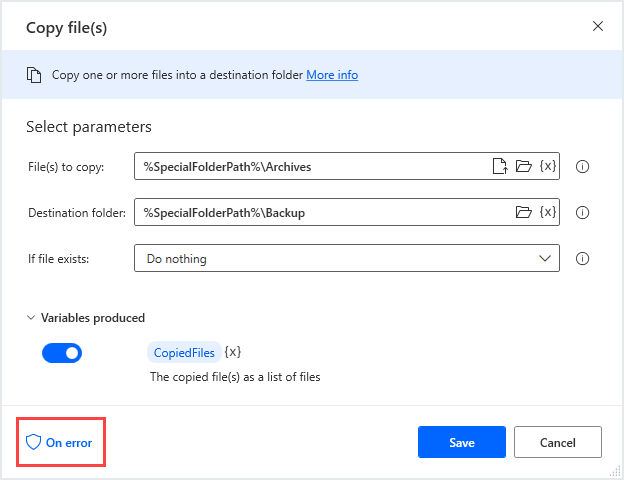 Copy file(s)
Copy one or more files into a destination folder More info
Select parameters
File(s) to copy: %SpecialFolderPath%\Archives {x}
Destination folder: %SpecialFolderPath%\Backup {x}
If file exists: Do nothing
Variables produced
CopiedFiles {x}
The copied file(s) as a list of files
On error Save Cancel